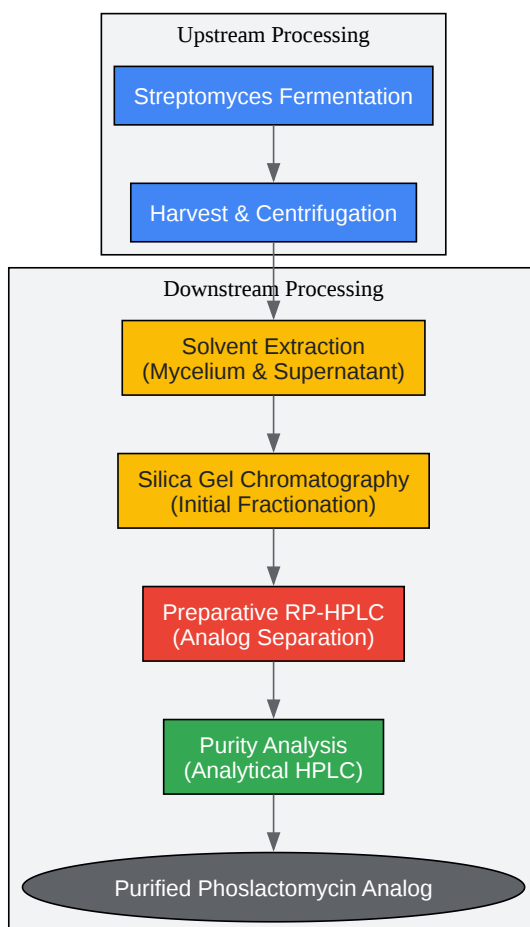 Upstream Processing
Streptomyces Fermentation
Harvest & Centrifugation
Downstream Processing
Solvent Extraction
(Mycelium & Supernatant)
Silica Gel Chromatography
(Initial Fractionation)
Preparative RP-HPLC
(Analog Separation)
Purity Analysis
(Analytical HPLC)
Purified Phoslactomycin Analog